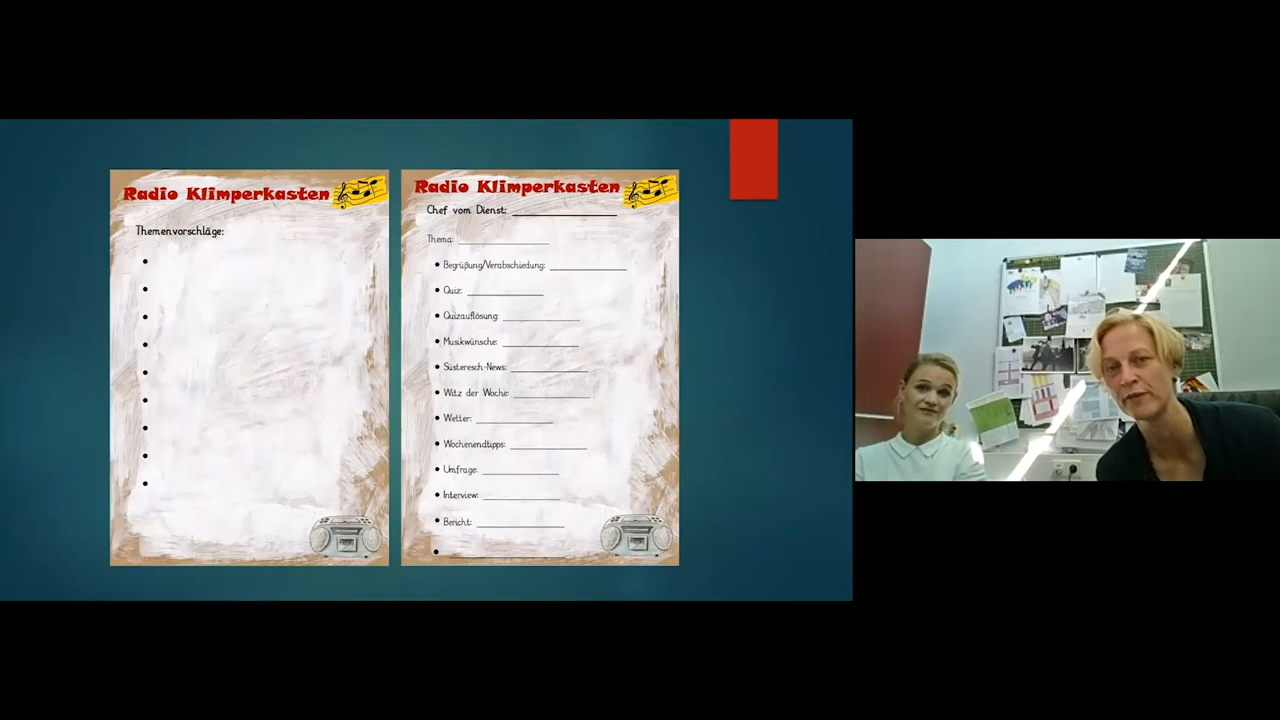 Radio Klimperkasten
Themenvorschläge:
Radio Klimperkasten
Chef vom Dienst:
Thema:
Begrüßung/Verabschiedung:
Quiz:
Quizauflösung:
Musikwünsche:
Süsteresch-News:
Witz der Woche:
Wetter:
Wochenendtipps:
Umfrage:
Interview:
Bericht: